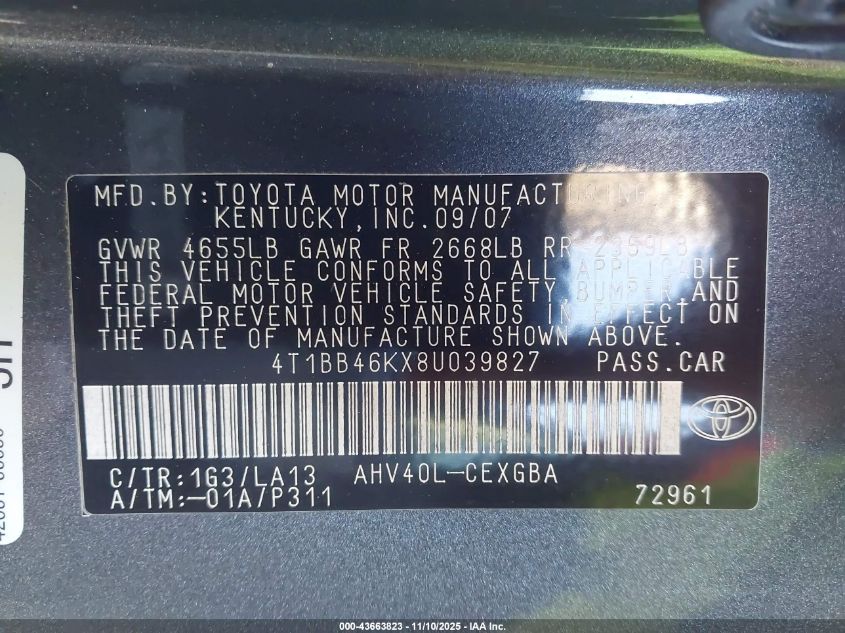 MFD.BY:TOYOTA MOTOR MANUFACTURING
KENTUCKY,INC.09/07
GVWR 4655LB GAWR FR 2668LB RR 2359LB
THIS VEHICLE CONFORMS TO ALL APPLICABLE
FEDERAL MOTOR VEHICLE SAFETY,BUMPER,AND
THEFT PREVENTION STANDARDS IN EFFECT ON
THE DATE OF MANUFACTURE SHOWN ABOVE.
4T1BB46KX8U039827 PASS.CAR
C/TR:1G3/LA13 AHV40L-CEXGBA
A/TM:-01A/P311 72961
000-43663823 - 11/10/2025 - IAA Inc.